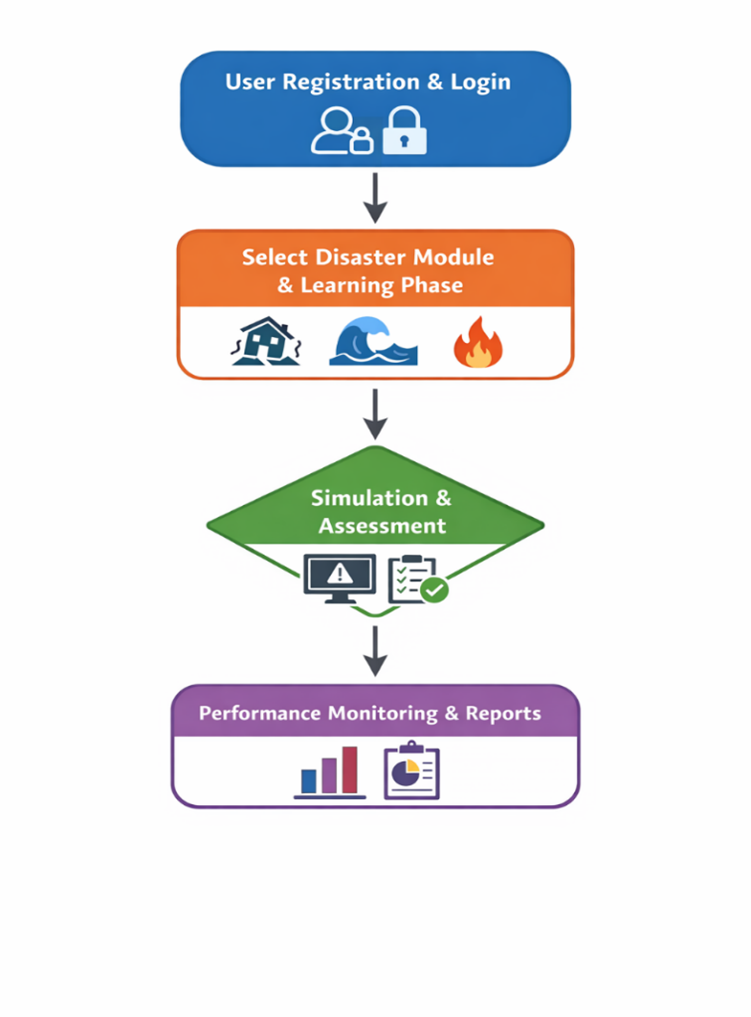 User Registration & Login
Select Disaster Module
& Learning Phase
Simulation &
Assessment
Performance Monitoring & Reports